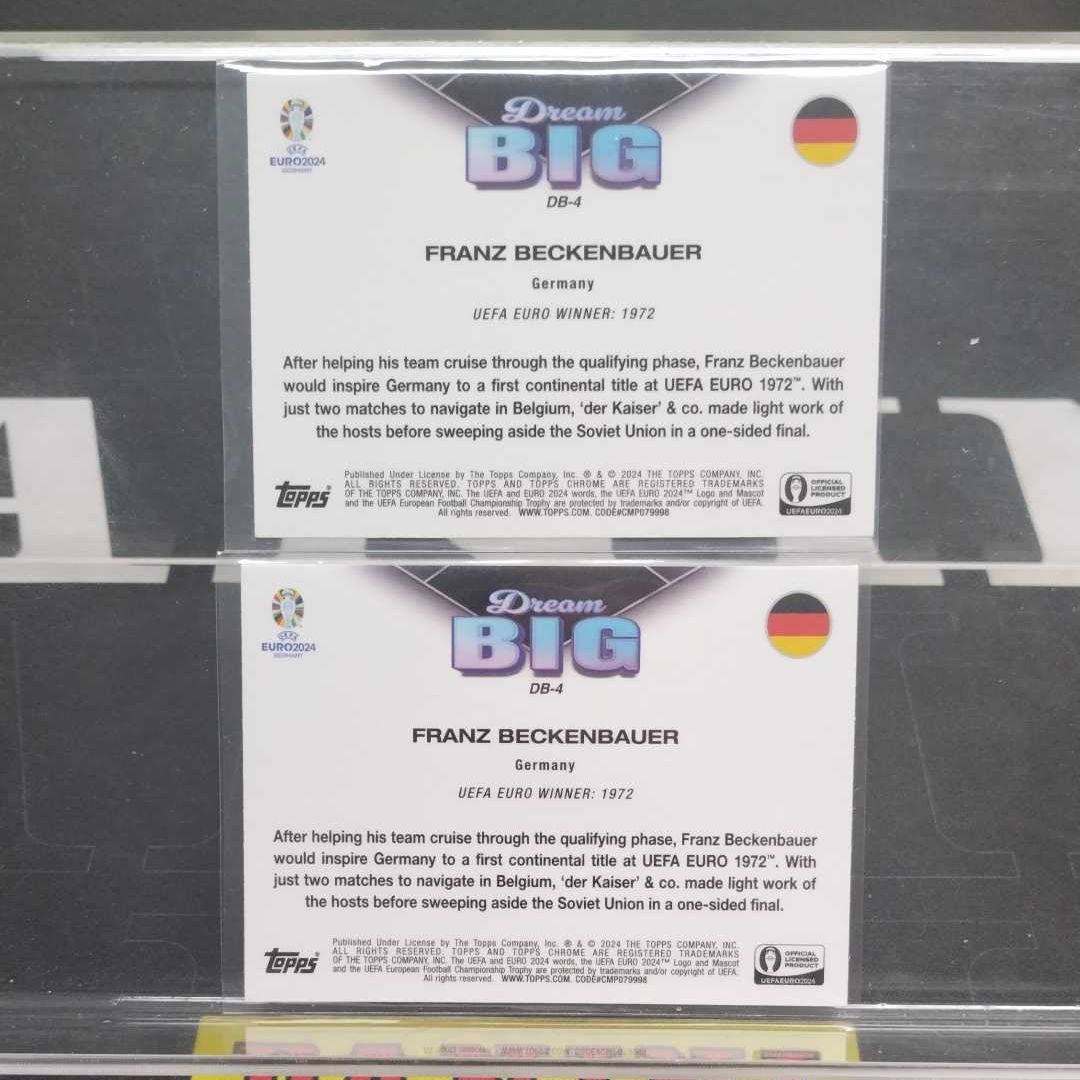 UEFA
EURO2024
GERMANY
Dream
BIG
DB-4
FRANZ BECKENBAUER
Germany
UEFA EURO WINNER: 1972
After helping his team cruise through the qualifying phase, Franz Beckenbauer
would inspire Germany to a first continental title at UEFA EURO 1972™. With
just two matches to navigate in Belgium, ‘der Kaiser’ & co. made light work of
the hosts before sweeping aside the Soviet Union in a one-sided final.
topps®
Published Under License by The Topps Company, Inc. ® & © 2024 THE TOPPS COMPANY, INC.
ALL RIGHTS RESERVED. TOPPS AND TOPPS CHROME ARE REGISTERED TRADEMARKS
OF THE TOPPS COMPANY, INC. The UEFA and EURO 2024 words, the UEFA EURO 2024™ Logo and Mascot
and the UEFA European Football Championship Trophy are protected by trademarks and/or copyright of UEFA.
All rights reserved. WWW.TOPPS.COM. CODE#CMP079998
OFFICIAL
LICENSED
PRODUCT
UEFAEURO2024
UEFA
EURO2024
GERMANY
Dream
BIG
DB-4
FRANZ BECKENBAUER
Germany
UEFA EURO WINNER: 1972
After helping his team cruise through the qualifying phase, Franz Beckenbauer
would inspire Germany to a first continental title at UEFA EURO 1972™. With
just two matches to navigate in Belgium, ‘der Kaiser’ & co. made light work of
the hosts before sweeping aside the Soviet Union in a one-sided final.
topps®
Published Under License by The Topps Company, Inc. ® & © 2024 THE TOPPS COMPANY, INC.
ALL RIGHTS RESERVED. TOPPS AND TOPPS CHROME ARE REGISTERED TRADEMARKS
OF THE TOPPS COMPANY, INC. The UEFA and EURO 2024 words, the UEFA EURO 2024™ Logo and Mascot
and the UEFA European Football Championship Trophy are protected by trademarks and/or copyright of UEFA.
All rights reserved. WWW.TOPPS.COM. CODE#CMP079998
OFFICIAL
LICENSED
PRODUCT
UEFAEURO2024